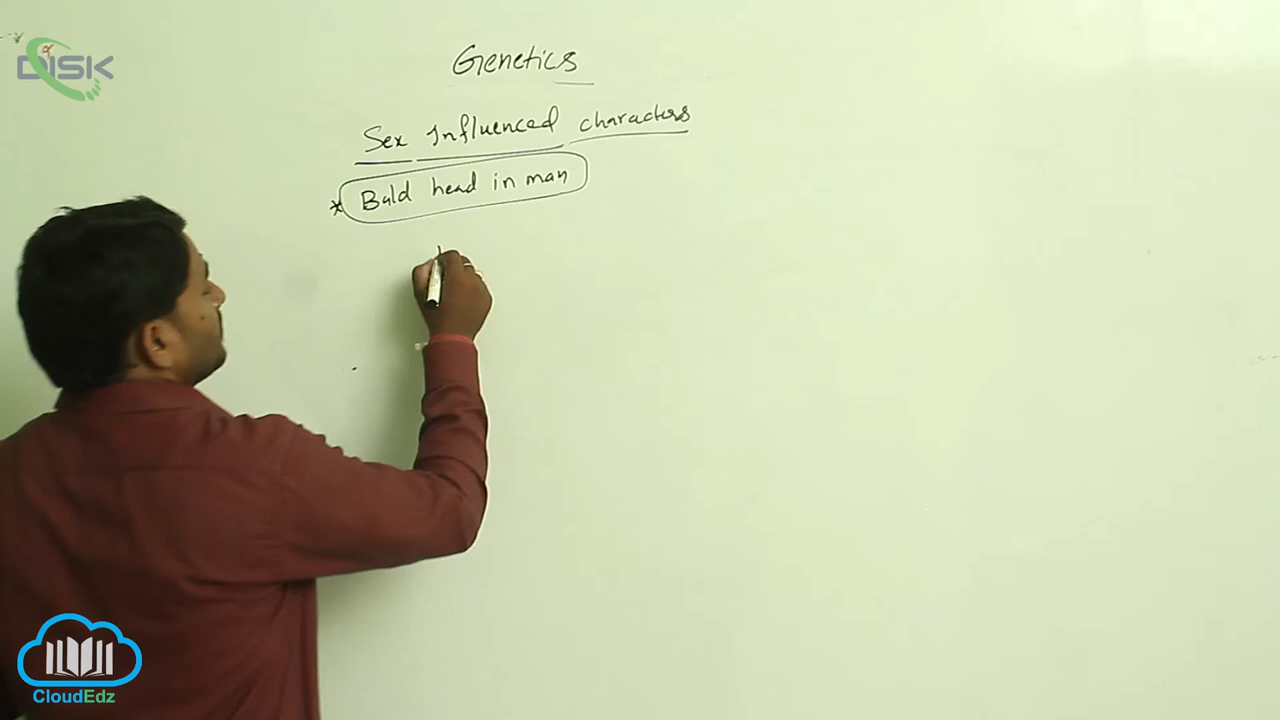 DISK
Genetics
Sex Influenced characters
* Bald head in man
CloudEdz